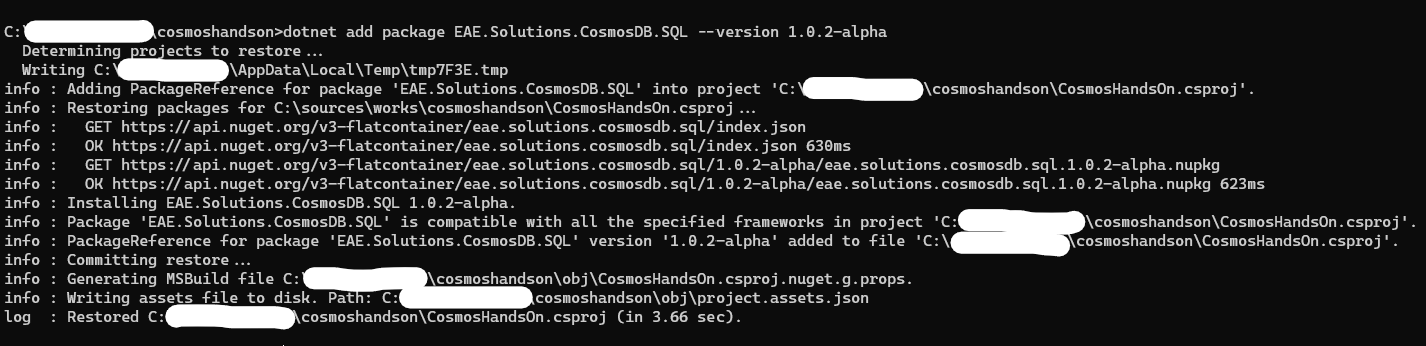 C:\ \cosmoshandson>dotnet add package EAE.Solutions.CosmosDB.SQL --version 1.0.2-alpha
Determining projects to restore...
Writing C:\ \AppData\Local\Temp\tmp7F3E.tmp
info : Adding PackageReference for package 'EAE.Solutions.CosmosDB.SQL' into project 'C:\ \cosmoshandson\CosmosHandsOn.csproj'.
info : Restoring packages for C:\sources\works\cosmoshandson\CosmosHandsOn.csproj...
info :   GET https://api.nuget.org/v3-flatcontainer/eae.solutions.cosmosdb.sql/index.json
info :   OK https://api.nuget.org/v3-flatcontainer/eae.solutions.cosmosdb.sql/index.json 630ms
info :   GET https://api.nuget.org/v3-flatcontainer/eae.solutions.cosmosdb.sql/1.0.2-alpha/eae.solutions.cosmosdb.sql.1.0.2-alpha.nupkg
info :   OK https://api.nuget.org/v3-flatcontainer/eae.solutions.cosmosdb.sql/1.0.2-alpha/eae.solutions.cosmosdb.sql.1.0.2-alpha.nupkg 623ms
info : Installing EAE.Solutions.CosmosDB.SQL 1.0.2-alpha.
info : Package 'EAE.Solutions.CosmosDB.SQL' is compatible with all the specified frameworks in project 'C: \cosmoshandson\CosmosHandsOn.csproj'.
info : PackageReference for package 'EAE.Solutions.CosmosDB.SQL' version '1.0.2-alpha' added to file 'C:\ \cosmoshandson\CosmosHandsOn.csproj'.
info : Committing restore...
info : Generating MSBuild file C:\ \cosmoshandson\obj\CosmosHandsOn.csproj.nuget.g.props.
info : Writing assets file to disk. Path: C: \cosmoshandson\obj\project.assets.json
log  : Restored C: \cosmoshandson\CosmosHandsOn.csproj (in 3.66 sec).